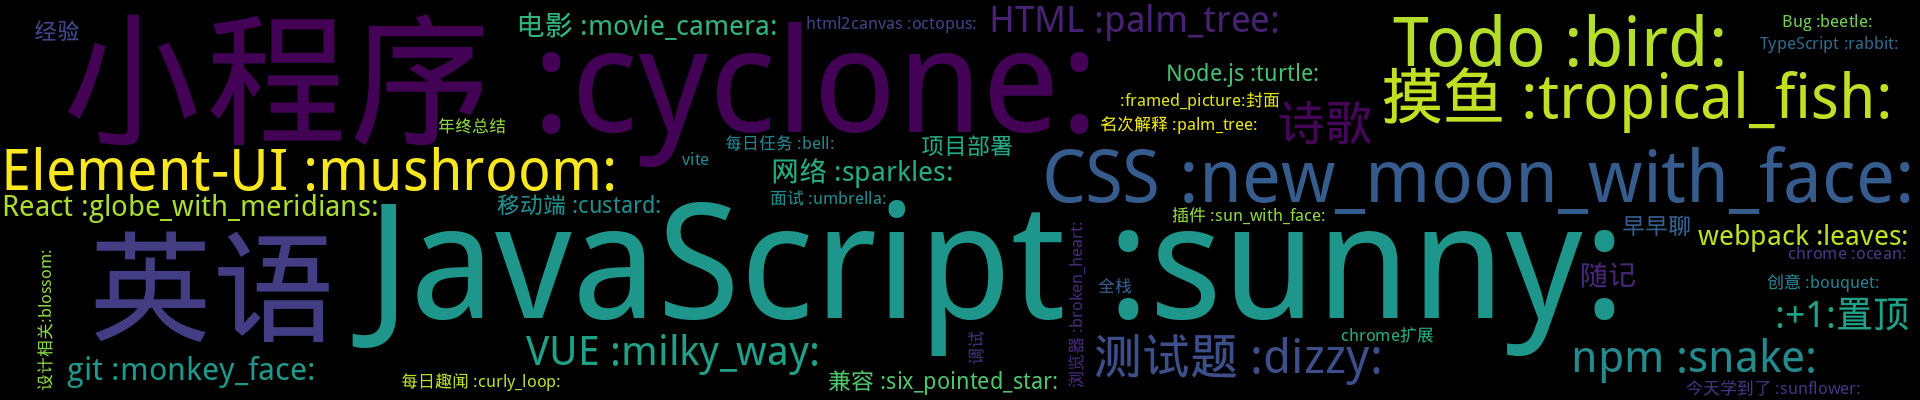 经验
小程序 :cyclone:
电影 :movie_camera:
html2canvas :octopus:
HTML :palm_tree:
Todo :bird:
Bug :beetle:
TypeScript :rabbit:
Node.js :turtle:
:framed_picture:封面
名次解释 :palm_tree:
诗歌
摸鱼 :tropical_fish:
年终总结
每日任务 :bell:
项目部署
vite
网络 :sparkles:
Element-UI :mushroom:
CSS :new_moon_with_face:
React :globe_with_meridians:
移动端 :custard:
面试 :umbrella:
插件 :sun_with_face:
早早聊
webpack :leaves:
chrome :ocean:
英语
JavaScript :sunny:
设计相关:blossom:
浏览器 :broken_heart:
全栈
随记
创意 :bouquet:
:+1:置顶
chrome扩展
VUE :milky_way:
调试
测试题 :dizzy:
npm :snake:
git :monkey_face:
每日趣闻 :curly_loop:
兼容 :six_pointed_star:
今天学到了 :sunflower: